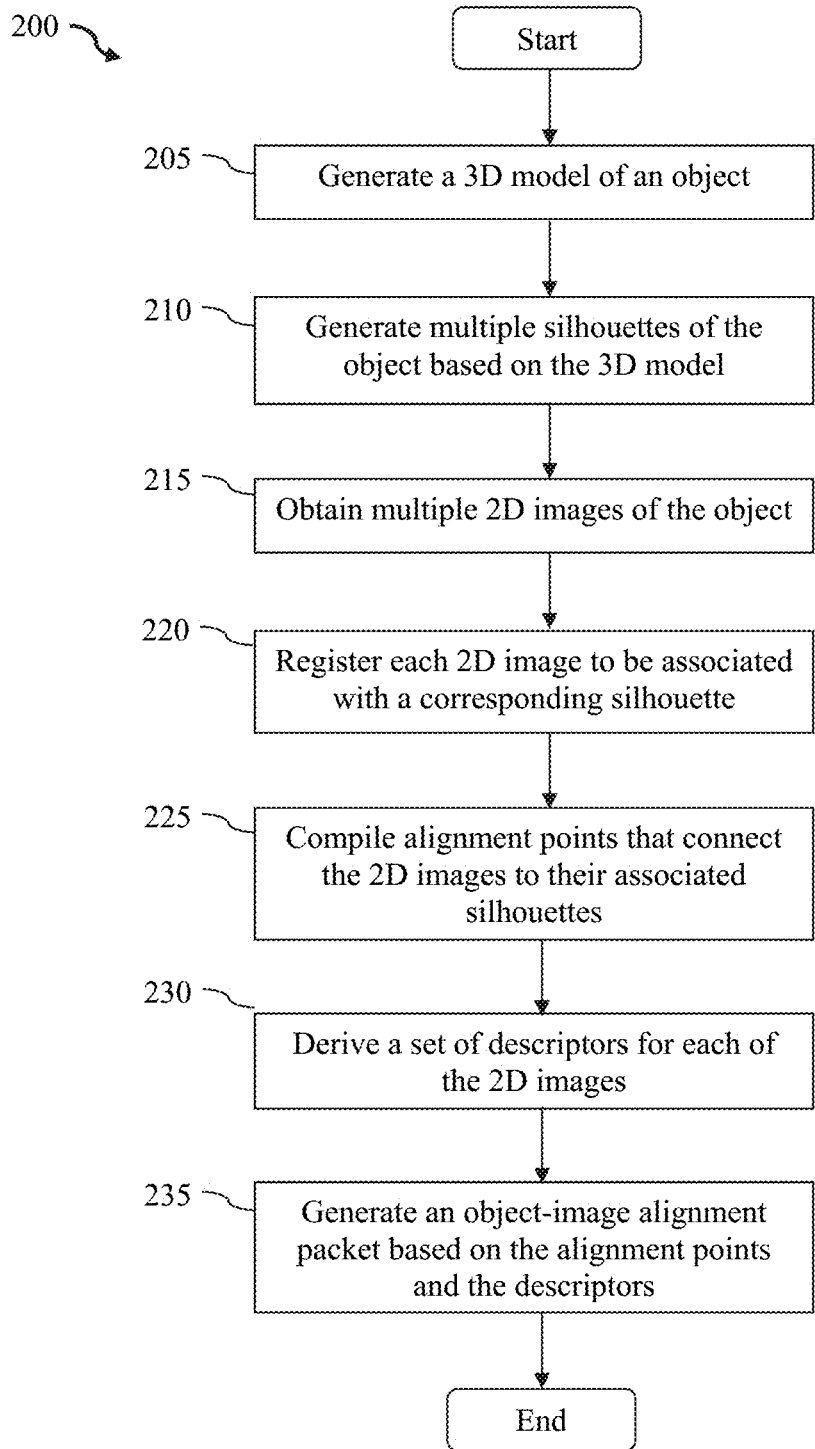 200
Start
205
Generate a 3D model of an object
210
Generate multiple silhouettes of the
object based on the 3D model
215
Obtain multiple 2D images of the object
220
Register each 2D image to be associated
with a corresponding silhouette
225
Compile alignment points that connect
the 2D images to their associated
silhouettes
230
Derive a set of descriptors for each of
the 2D images
235
Generate an object-image alignment
packet based on the alignment points
and the descriptors
End